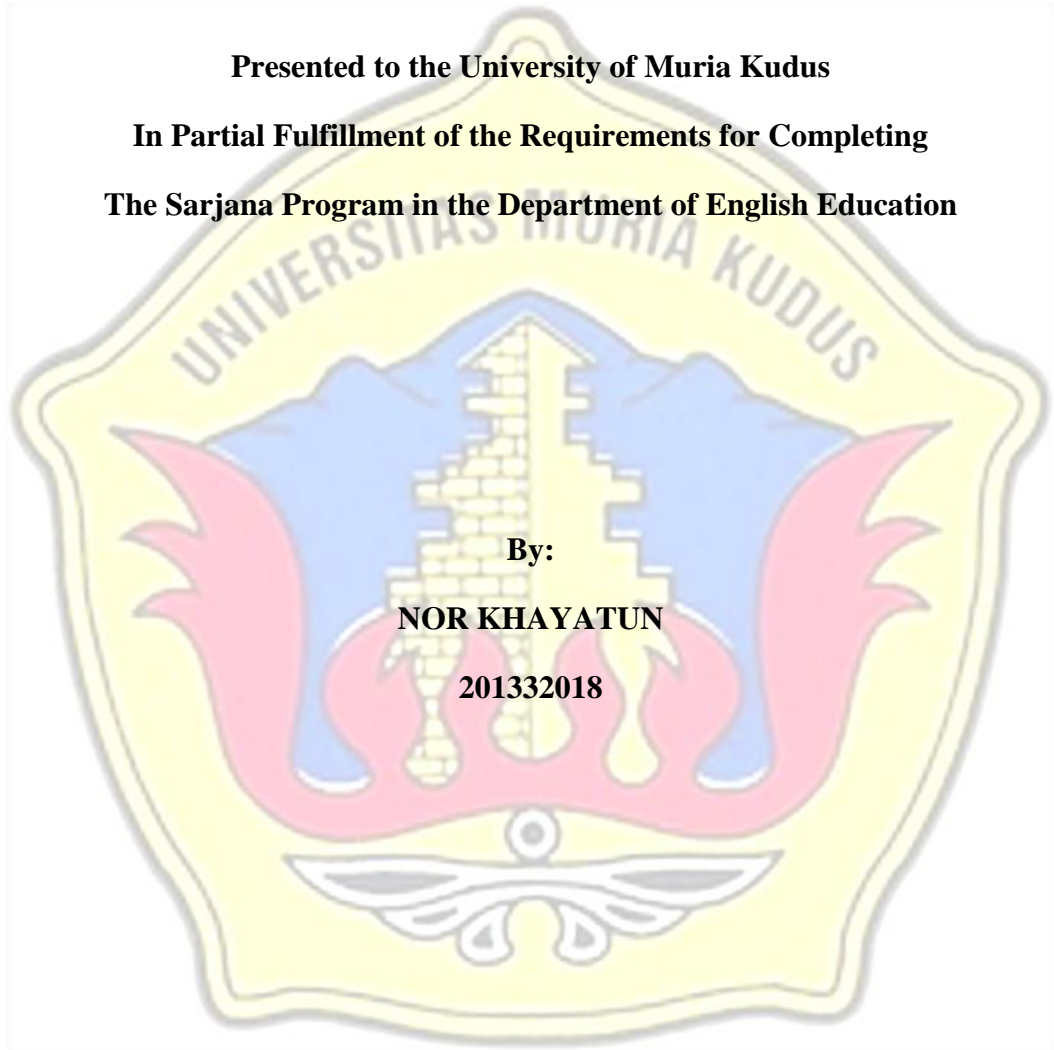 Presented to the University of Muria Kudus
In Partial Fulfillment of the Requirements for Completing
The Sarjana Program in the Department of English Education
UNIVERSITAS MURIA KUDUS
By:
NOR KHAYATUN
201332018